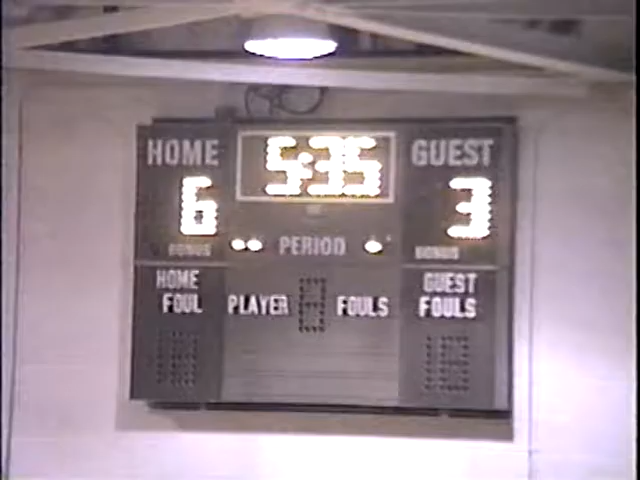 HOME 5:35 GUEST
6 3
BONUS PERIOD BONUS
HOME FOUL PLAYER FOULS GUEST FOULS